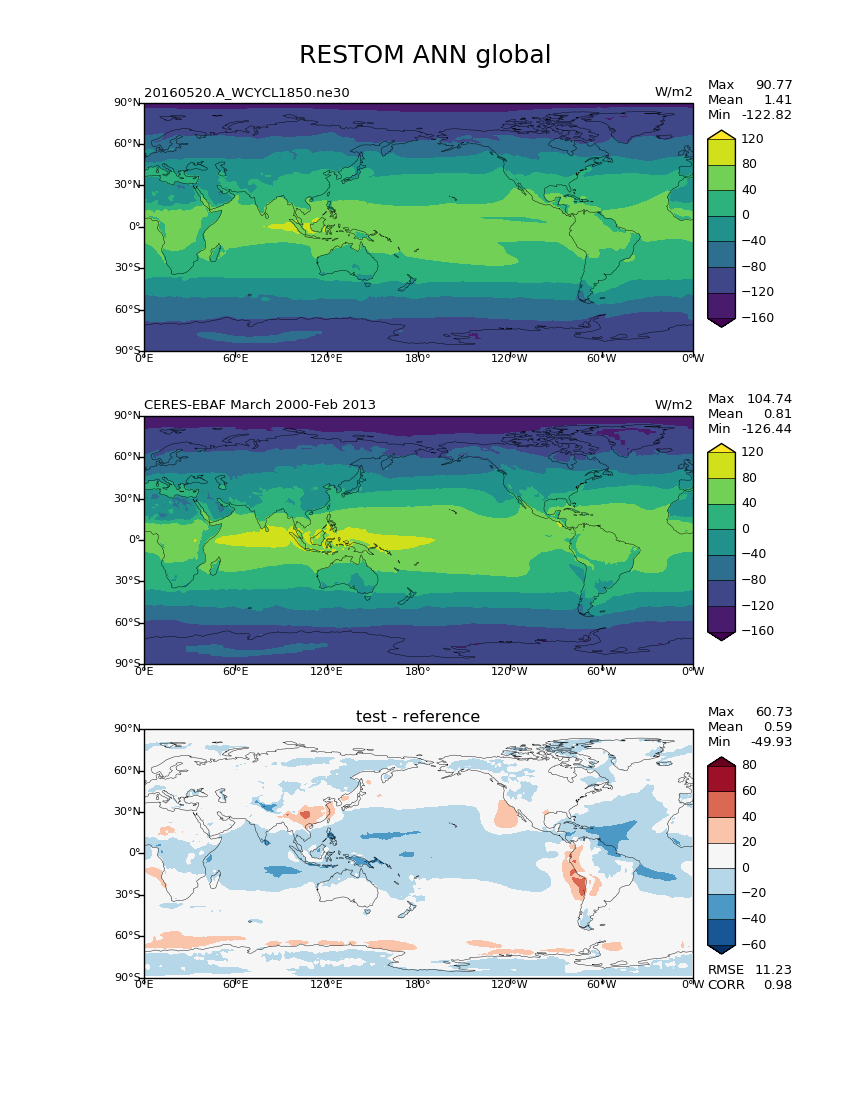 RESTOM ANN global
20160520.A_WCYCL1850.ne30 W/m2
Max 90.77
Mean 1.41
Min -122.82
90°N
60°N
30°N
0°
30°S
60°S
90°S
0°E 60°E 120°E 180° 120°W 60°W 0°W
120
80
40
0
−40
−80
−120
−160
CERES-EBAF March 2000-Feb 2013 W/m2
Max 104.74
Mean 0.81
Min -126.44
90°N
60°N
30°N
0°
30°S
60°S
90°S
0°E 60°E 120°E 180° 120°W 60°W 0°W
120
80
40
0
−40
−80
−120
−160
test - reference
Max 60.73
Mean 0.59
Min -49.93
90°N
60°N
30°N
0°
30°S
60°S
90°S
0°E 60°E 120°E 180° 120°W 60°W 0°W
80
60
40
20
0
−20
−40
−60
RMSE 11.23
CORR 0.98